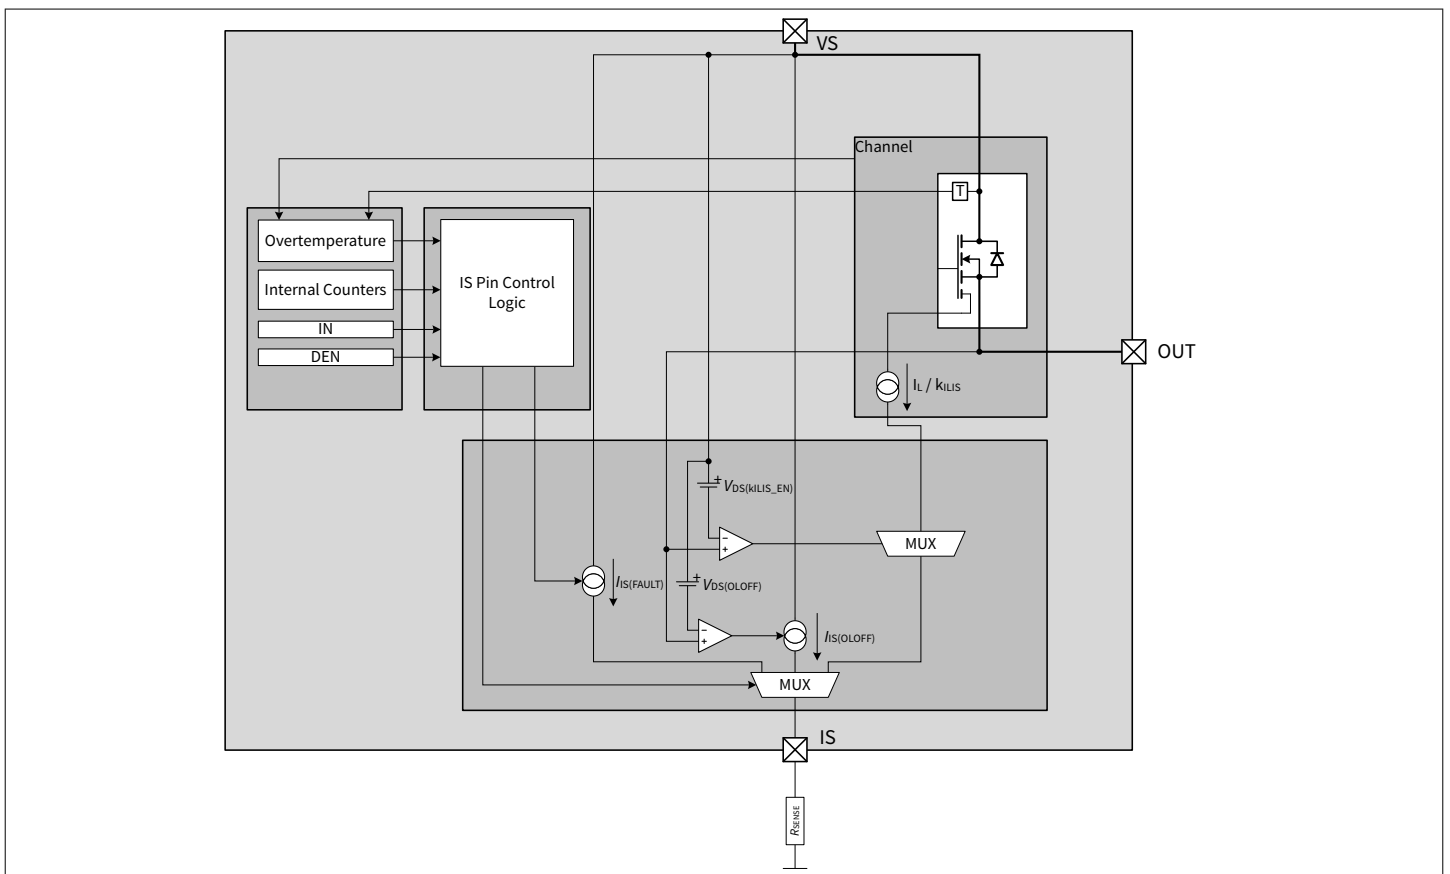 VS
Channel
T
Overtemperature
Internal Counters
IN
DEN
IS Pin Control
Logic
OUT
IL / kILIS
+
VDS(kILIS_EN)
−
+
MUX
IIS(FAULT)
+
VDS(OLOFF)
−
+
IIS(OLOFF)
MUX
IS
RSENSE